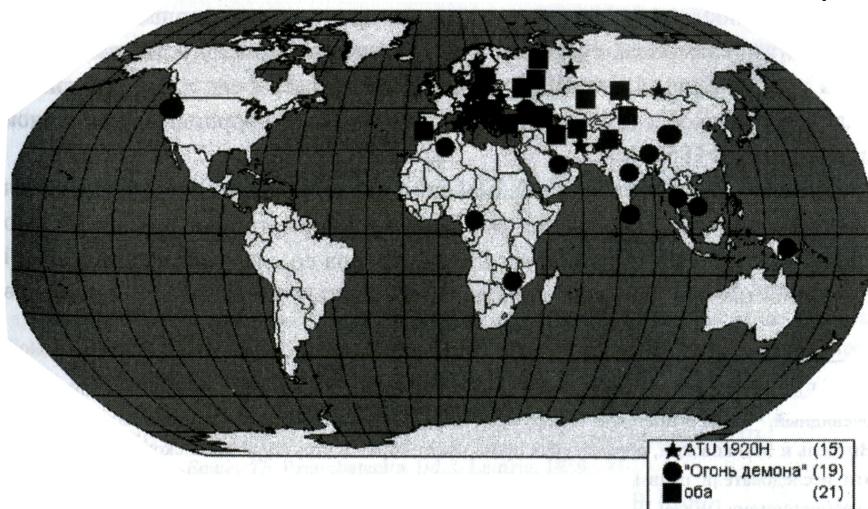 ATU 1920H (15)
"Огонь демона" (19)
оба (21)